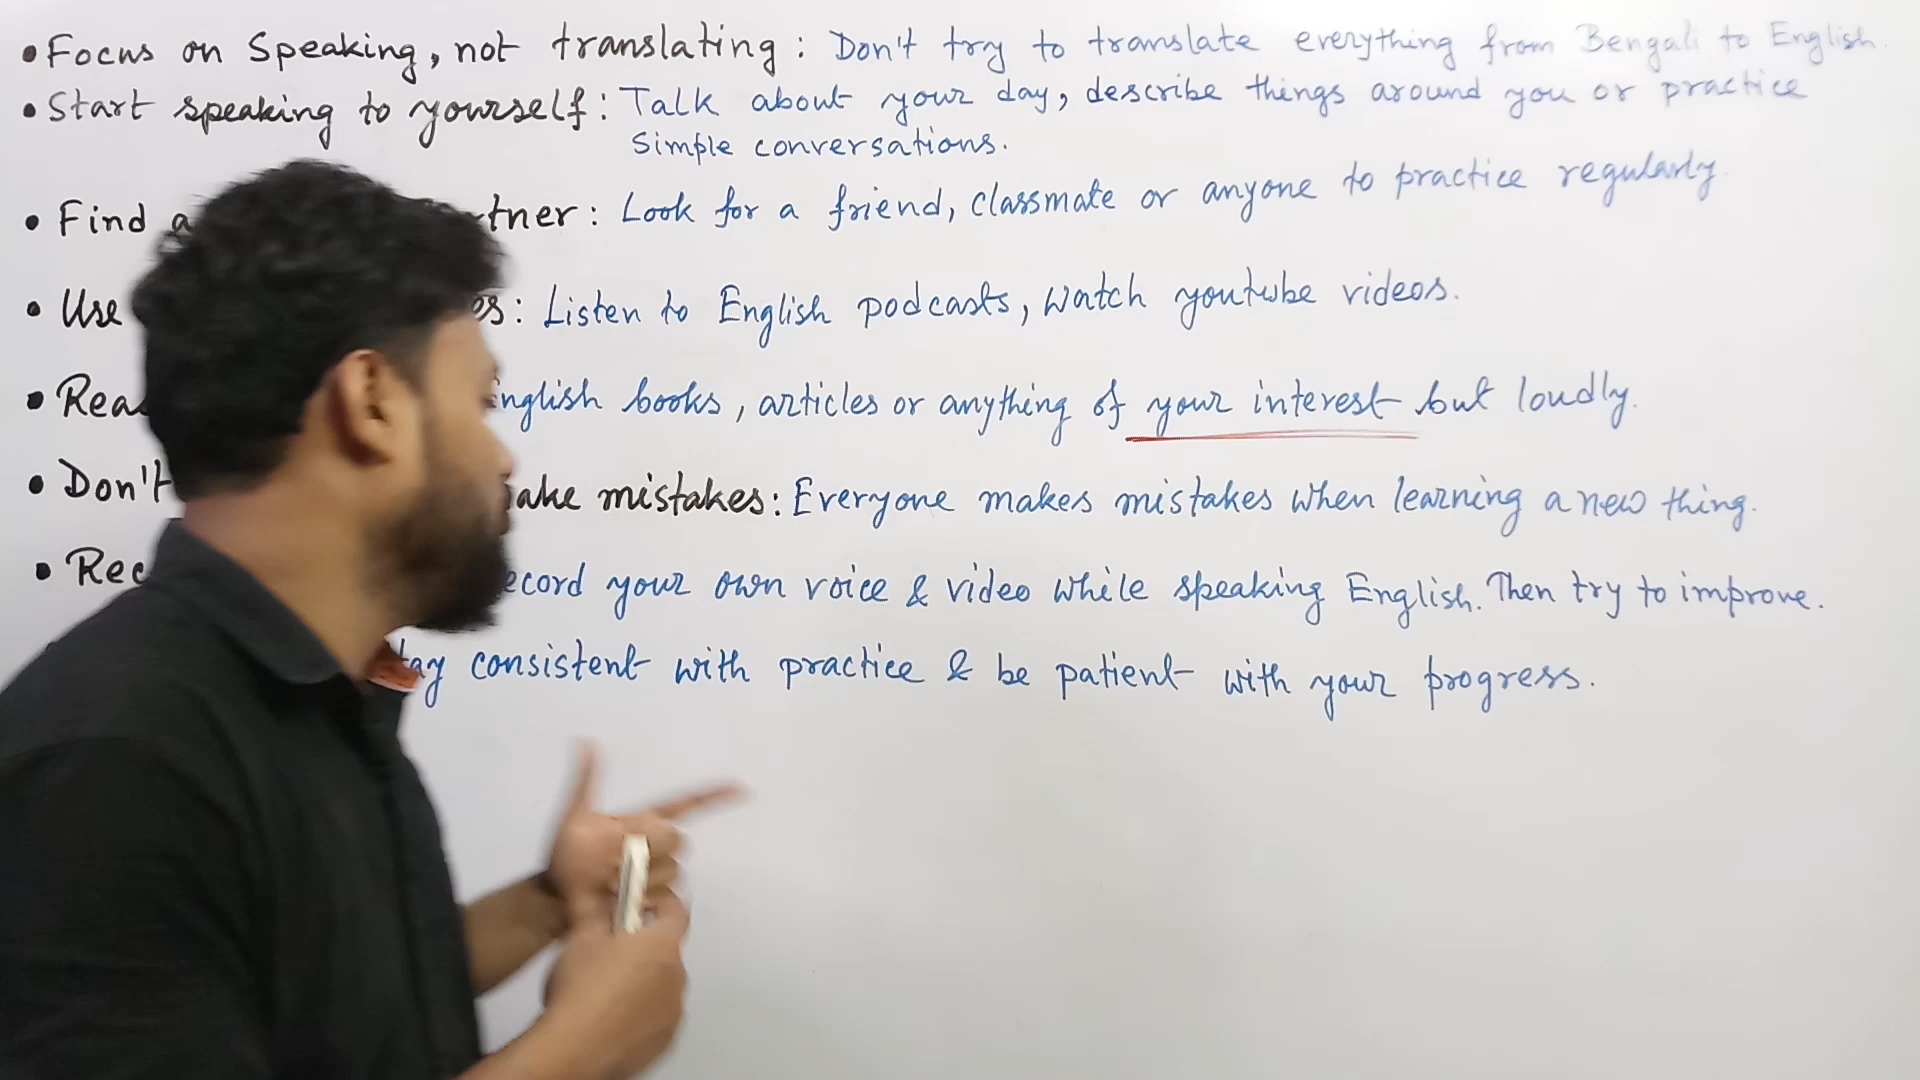 • Focus on Speaking, not translating: Don't try to translate everything from Bengali to English.
• Start speaking to yourself: Talk about your day, describe things around you or practice
Simple conversations.
• Find a tner: Look for a friend, classmate or anyone to practice regularly.
• Use es: Listen to English podcasts, watch youtube videos.
• Rea nglish books, articles or anything of your interest but loudly.
• Don't ake mistakes: Everyone makes mistakes when learning a new thing.
• Rec ecord your own voice & video while speaking English. Then try to improve.
tay consistent with practice & be patient with your progress.